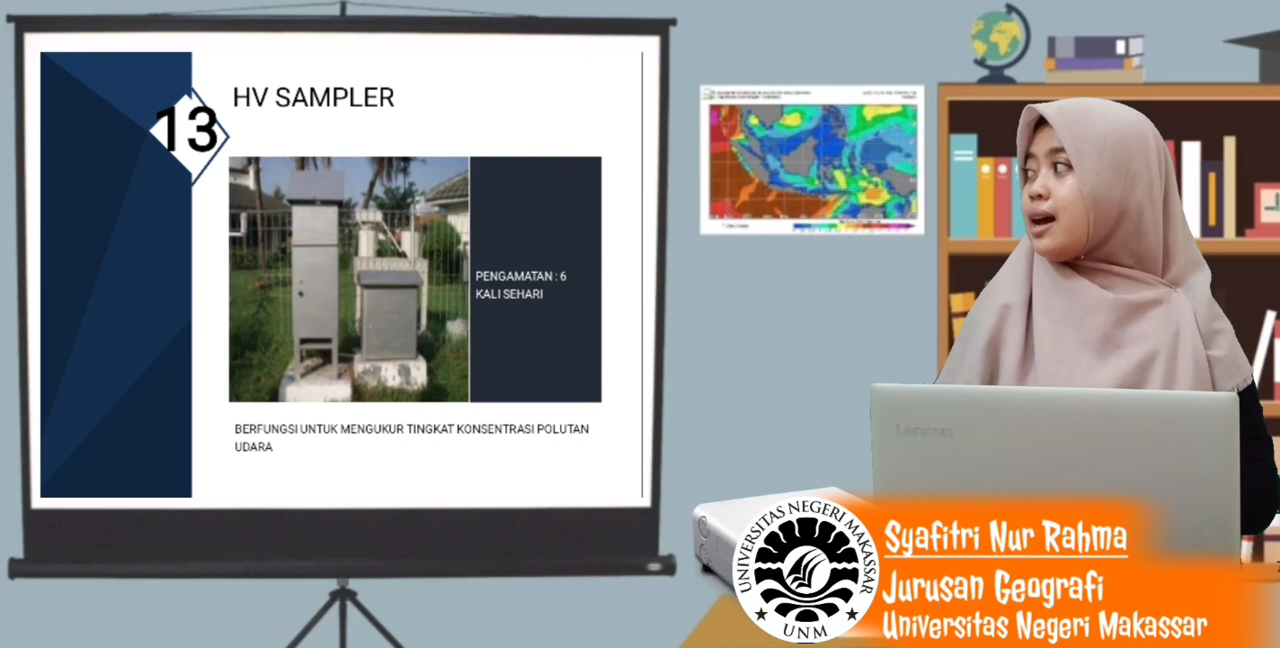 13
HV SAMPLER
PENGAMATAN : 6
KALI SEHARI
BERFUNGSI UNTUK MENGUKUR TINGKAT KONSENTRASI POLUTAN
UDARA
Lenovo
UNIVERSITAS NEGERI MAKASSAR
UNM
Syafitri Nur Rahma
Jurusan Geografi
Universitas Negeri Makassar